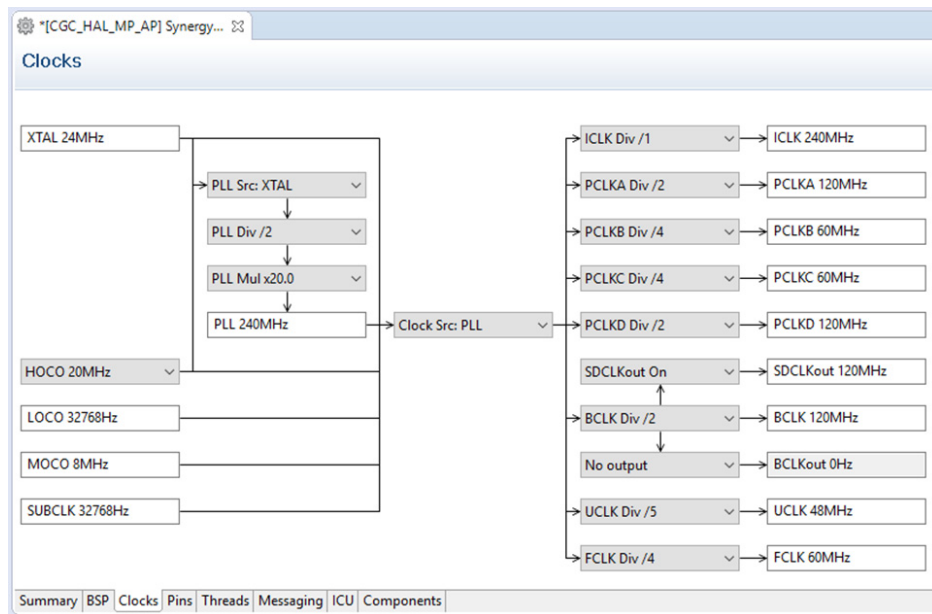 *[CGC_HAL_MP_AP] Synergy...
Clocks
XTAL 24MHz
PLL Src: XTAL
PLL Div /2
PLL Mul x20.0
PLL 240MHz
HOCO 20MHz
LOCO 32768Hz
MOCO 8MHz
SUBCLK 32768Hz
Clock Src: PLL
ICLK Div /1
ICLK 240MHz
PCLKA Div /2
PCLKA 120MHz
PCLKB Div /4
PCLKB 60MHz
PCLKC Div /4
PCLKC 60MHz
PCLKD Div /2
PCLKD 120MHz
SDCLKout On
SDCLKout 120MHz
BCLK Div /2
BCLK 120MHz
No output
BCLKout 0Hz
UCLK Div /5
UCLK 48MHz
FCLK Div /4
FCLK 60MHz
Summary BSP Clocks Pins Threads Messaging ICU Components